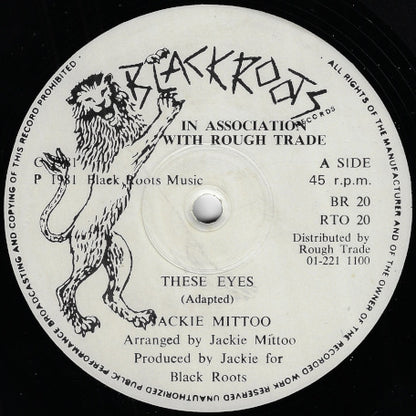 BLACKROOTS
RECORDS
IN ASSOCIATION
WITH ROUGH TRADE
A SIDE
P 1981 Black Roots Music
45 r.p.m.
BR 20
RTO 20
Distributed by
Rough Trade
01-221 1100
THESE EYES
(Adapted)
JACKIE MITTOO
Arranged by Jackie Mittoo
Produced by Jackie for
Black Roots
ALL RIGHTS OF THE MANUFACTURER AND OF THE OWNER OF THE RECORDED WORK RESERVED UNAUTHORIZED PUBLIC PERFORMANCE BROADCASTING AND COPYING OF THIS RECORD PROHIBITED